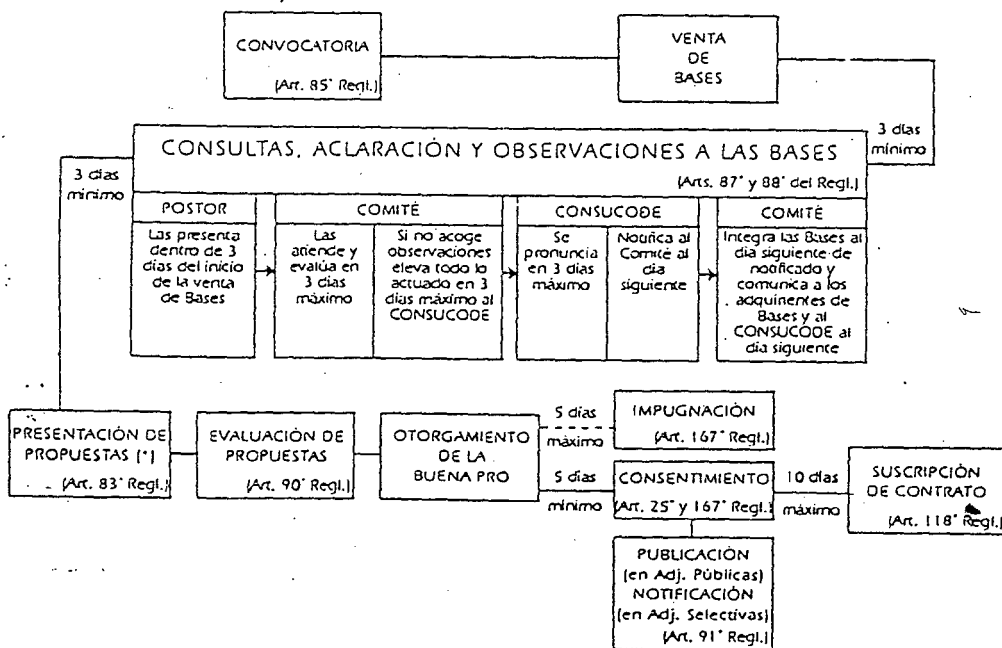 CONVOCATORIA
(Art. 85° Regl.)
VENTA
DE
BASES
3 días
mínimo
CONSULTAS, ACLARACIÓN Y OBSERVACIONES A LAS BASES
(Arts. 87° y 88° del Regl.)
3 días
mínimo
POSTOR
Las presenta
dentro de 3
días del inicio
de la venta
de Bases
COMITÉ
Las
atiende y
evalúa en
3 días
máximo
Si no acoge
observaciones
eleva todo lo
actuado en 3
días máximo al
CONSUCODE
CONSUCODE
Se
pronuncia
en 3 días
máximo
Notifica al
Comité al
día
siguiente
COMITÉ
Integra las Bases al
día siguiente de
notificado y
comunica a los
adquirientes de
Bases y al
CONSUCODE al
día siguiente
PRESENTACIÓN DE
PROPUESTAS (*)
(Art. 83° Regl.)
EVALUACIÓN DE
PROPUESTAS
(Art. 90° Regl.)
OTORGAMIENTO
DE LA
BUENA PRO
5 días
máximo
IMPUGNACIÓN
(Art. 167° Regl.)
5 días
mínimo
CONSENTIMIENTO
(Art. 25° y 167° Regl.)
10 días
máximo
SUSCRIPCIÓN
DE CONTRATO
(Art. 118° Regl.)
PUBLICACIÓN
(en Adj. Públicas)
NOTIFICACIÓN
(en Adj. Selectivas)
(Art. 91° Regl.)